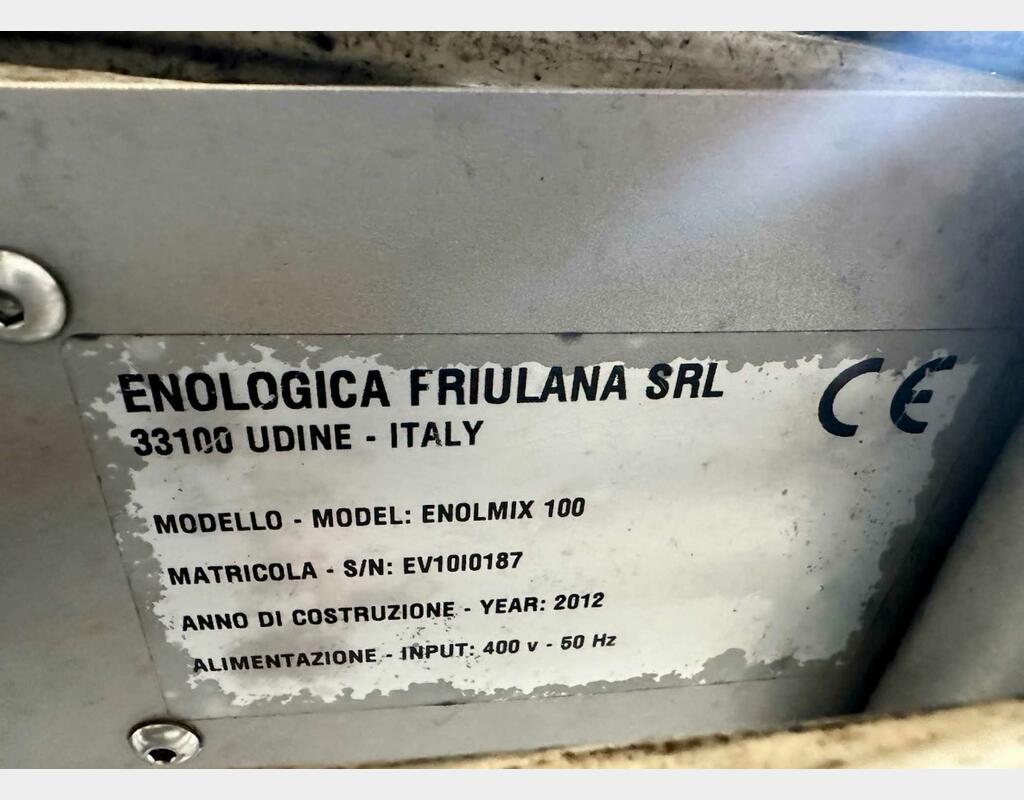 ENOLOGICA FRIULANA SRL
CE
33100 UDINE - ITALY
MODELLO - MODEL: ENOLMIX 100
MATRICOLA - S/N: EV10I0187
ANNO DI COSTRUZIONE - YEAR: 2012
ALIMENTAZIONE - INPUT: 400 v - 50 Hz